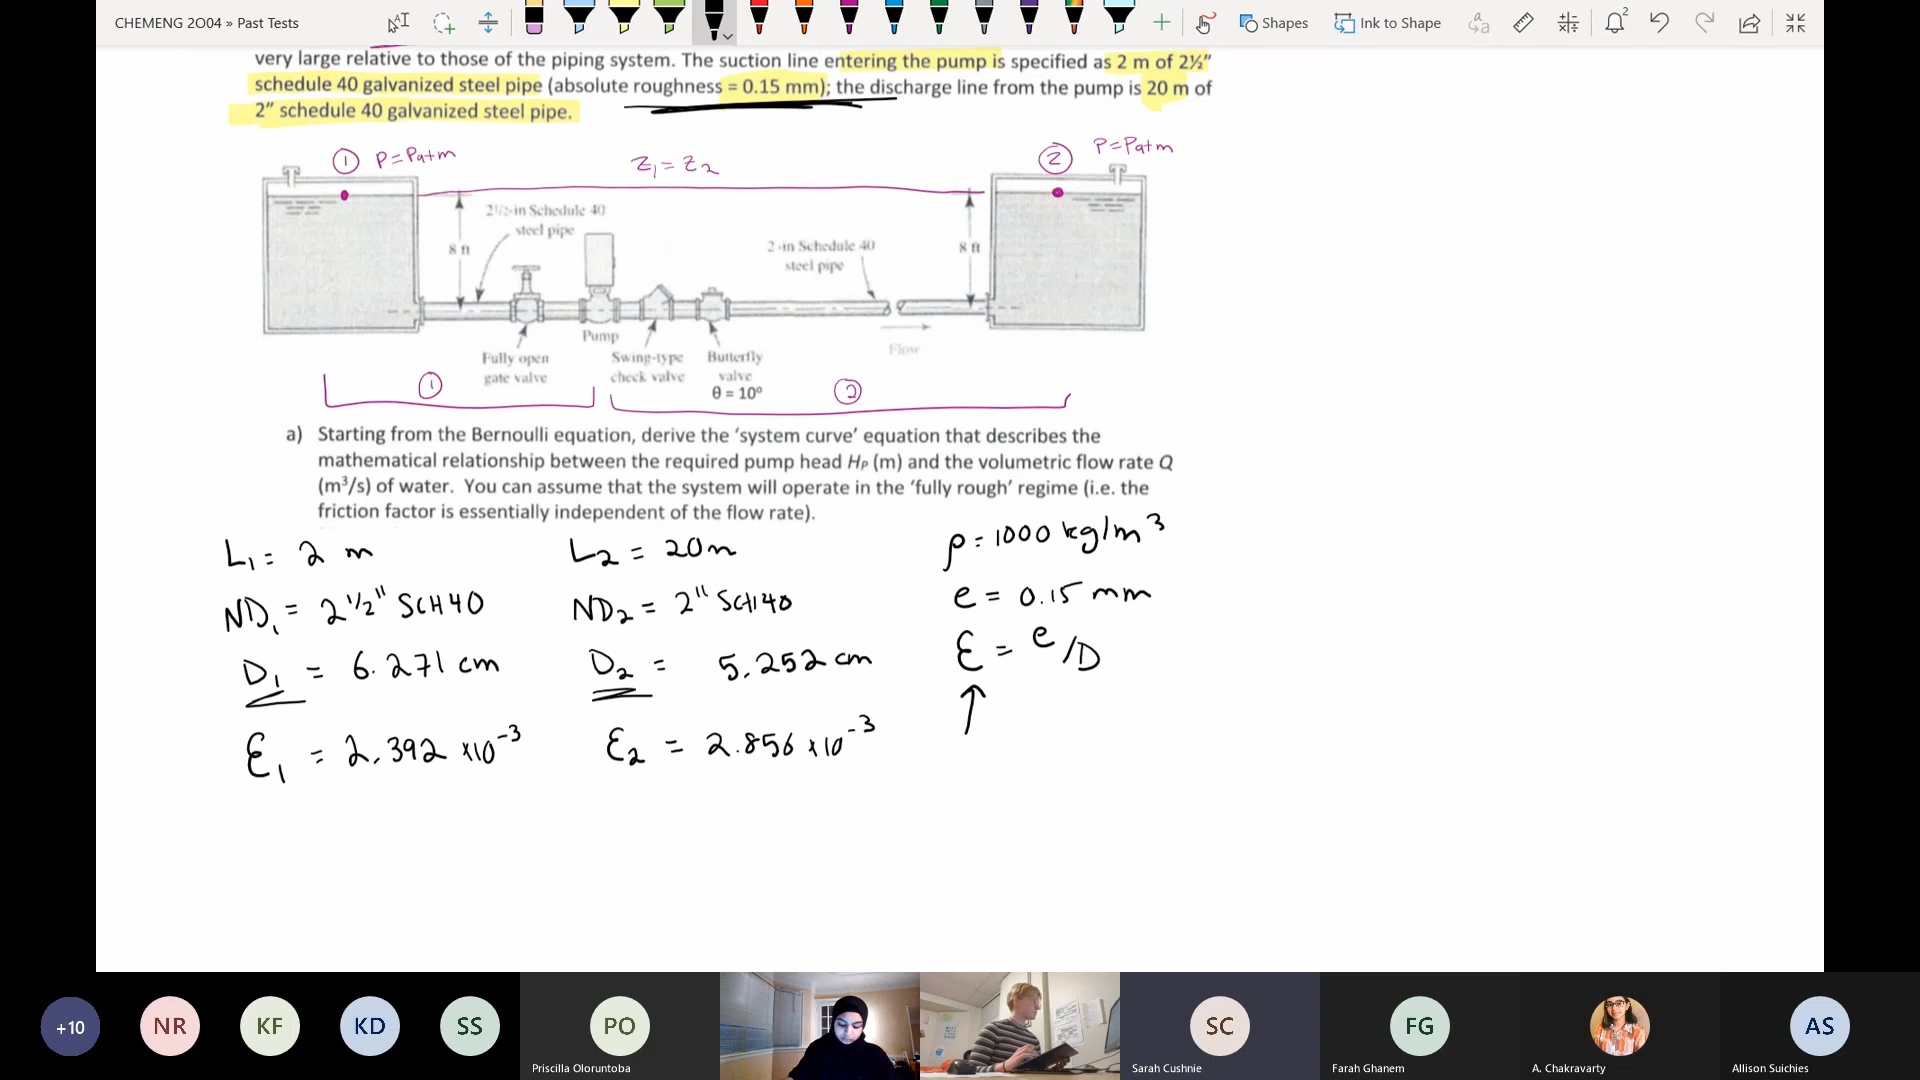 CHEMENG 2O04 » Past Tests
Shapes
Ink to Shape
2
very large relative to those of the piping system. The suction line entering the pump is specified as 2 m of 2½”
schedule 40 galvanized steel pipe (absolute roughness = 0.15 mm); the discharge line from the pump is 20 m of
2” schedule 40 galvanized steel pipe.
① P=Patm
Z₁ = Z₂
② P=Patm
2½-in Schedule 40
steel pipe
8 ft
2-in Schedule 40
steel pipe
8 ft
Pump
Flow
Fully open
gate valve
Swing-type
check valve
Butterfly
valve
θ = 10⁰
①
②
a) Starting from the Bernoulli equation, derive the ‘system curve’ equation that describes the
mathematical relationship between the required pump head Hₚ (m) and the volumetric flow rate Q
(m³/s) of water. You can assume that the system will operate in the ‘fully rough’ regime (i.e. the
friction factor is essentially independent of the flow rate).
L₁ = 2 m
L₂ = 20m
ρ = 1000 kg/m³
ND₁ = 2 1/2" SCH40
ND₂ = 2" SCH40
e = 0.15 mm
D₁ = 6.271 cm
D₂ = 5.252 cm
Ɛ = e/D
Ɛ₁ = 2.392 ×10⁻³
Ɛ₂ = 2.856 ×10⁻³
+10
NR
KF
KD
SS
PO
Priscilla Oloruntoba
SC
Sarah Cushnie
FG
Farah Ghanem
A. Chakravarty
AS
Allison Suichies